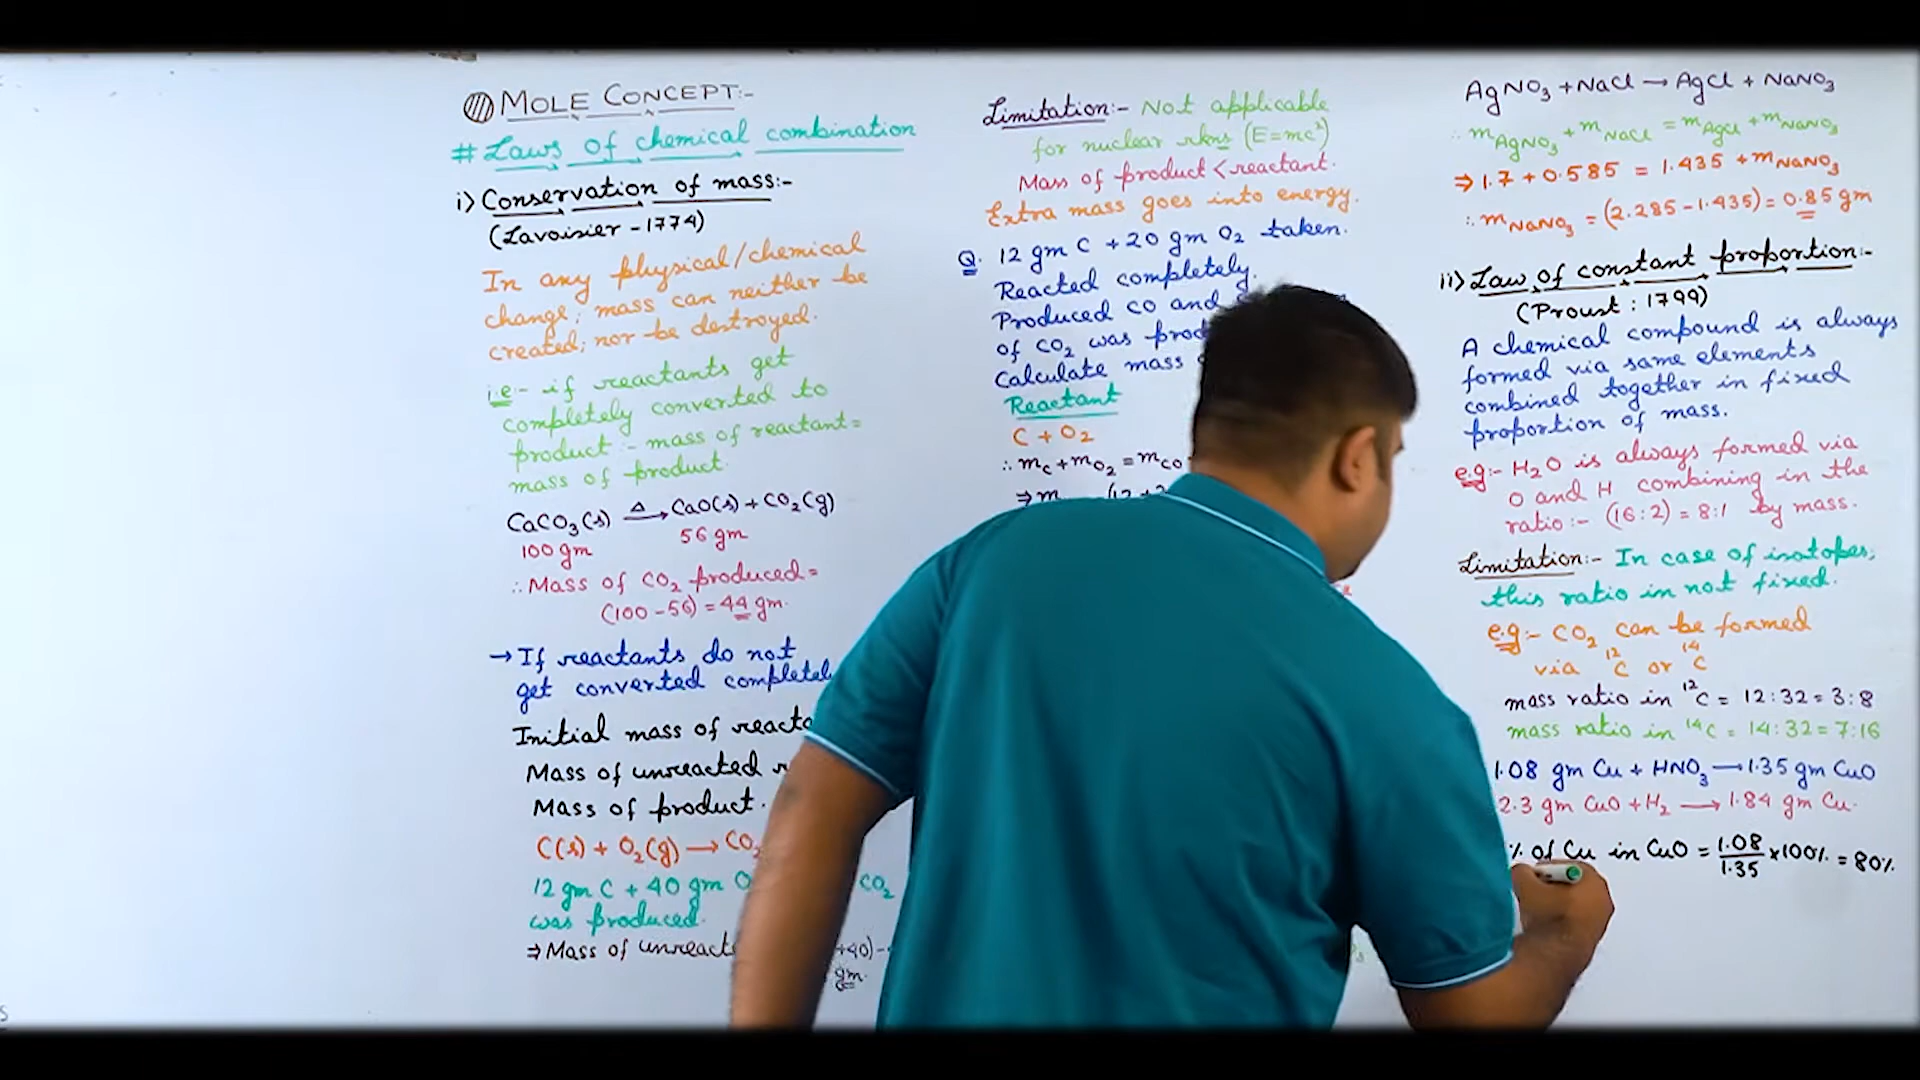 MOLE CONCEPT:-
# Laws of chemical combination
i) Conservation of mass:-
(Lavoisier - 1774)
In any physical/chemical
change; mass can neither be
created; nor be destroyed.
i.e:- if reactants get
completely converted to
product:- mass of reactant =
mass of product.
CaCO₃(s) —Δ→ CaO(s) + CO₂(g)
100 gm 56 gm
∴ Mass of CO₂ produced =
(100 - 56) = 44 gm.
→ If reactants do not
get converted
Initial mass of
Mass of unreacted
Mass of product.
C(s) + O₂(g) → CO₂
12 gm C + 40 gm CO₂
was produced.
⇒ Mass of +40) -
gm.
Limitation:- Not applicable
for nuclear rkns (E=mc²)
Mass of product < reactant.
Extra mass goes into energy.
Q. 12 gm C + 20 gm O₂ taken.
Reacted completely.
Produced CO and
of CO₂ was
Calculate mass
Reactant
C + O₂
∴ mC + mO₂ = mCO
⇒ m (12 +
AgNO₃ + NaCl → AgCl + NaNO₃
∴ mAgNO₃ + mNaCl = mAgCl + mNaNO₃
⇒ 1.7 + 0.585 = 1.435 + mNaNO₃
∴ mNaNO₃ = (2.285 - 1.435) = 0.85 gm
ii) Law of constant proportion:-
(Proust : 1799)
A chemical compound is always
formed via same elements
combined together in fixed
proportion of mass.
e.g:- H₂O is always formed via
O and H combining in the
ratio:- (16:2) = 8:1 by mass.
Limitation:- In case of isotopes,
this ratio in not fixed.
e.g:- CO₂ can be formed
via ¹²C or ¹⁴C
mass ratio in ¹²C = 12:32 = 3:8
mass ratio in ¹⁴C = 14:32 = 7:16
1.08 gm Cu + HNO₃ → 1.35 gm CuO
2.3 gm CuO + H₂ → 1.84 gm Cu.
% of Cu in CuO = 1.08/1.35 × 100% = 80%